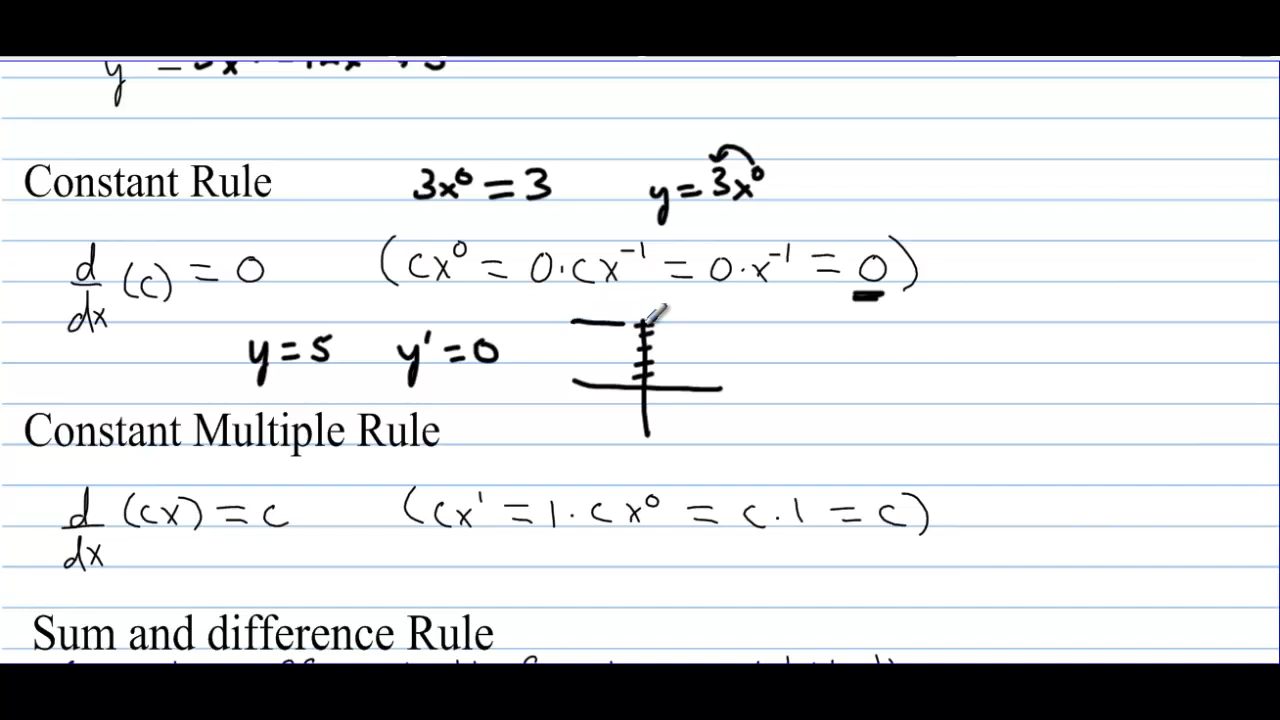 y =
Constant Rule 3x⁰ = 3 y = 3x⁰
d/dx (c) = 0 (cx⁰ = 0·cx⁻¹ = 0·x⁻¹ = 0)
y = 5 y' = 0
Constant Multiple Rule
d/dx (cx) = c (cx¹ = 1·cx⁰ = c·1 = c)
Sum and difference Rule